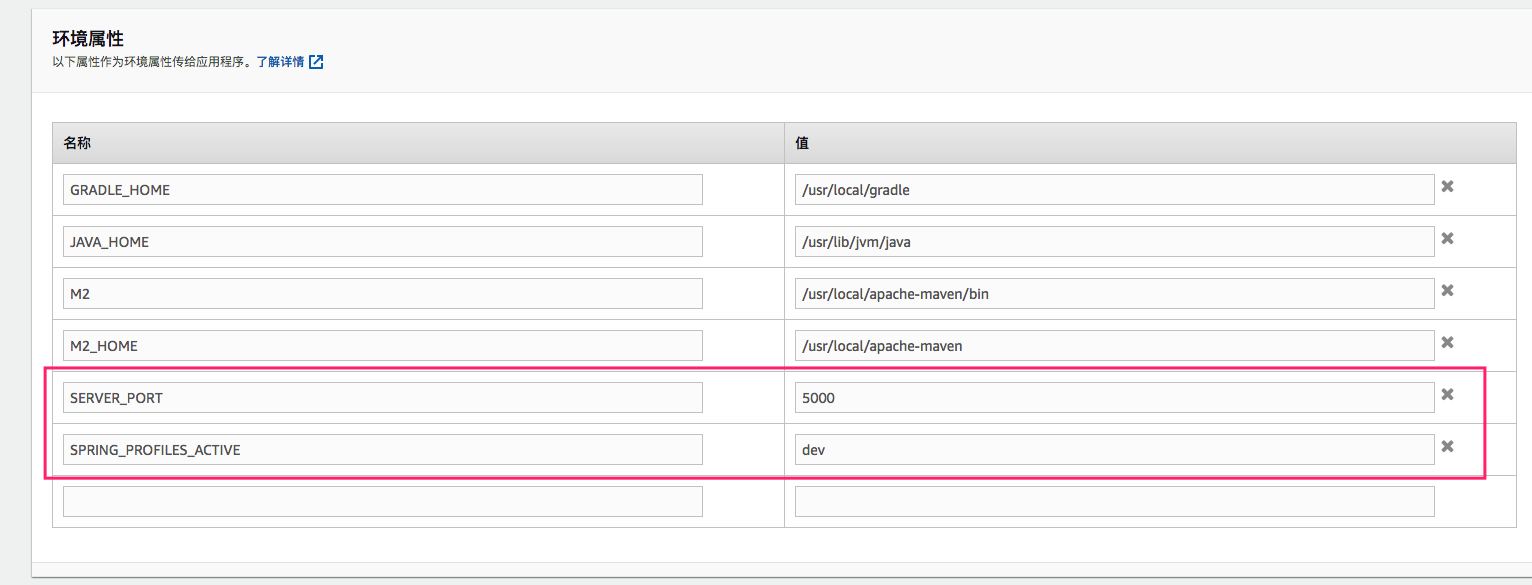 环境属性
以下属性作为环境属性传给应用程序。了解详情
名称 值
GRADLE_HOME /usr/local/gradle
JAVA_HOME /usr/lib/jvm/java
M2 /usr/local/apache-maven/bin
M2_HOME /usr/local/apache-maven
SERVER_PORT 5000
SPRING_PROFILES_ACTIVE dev